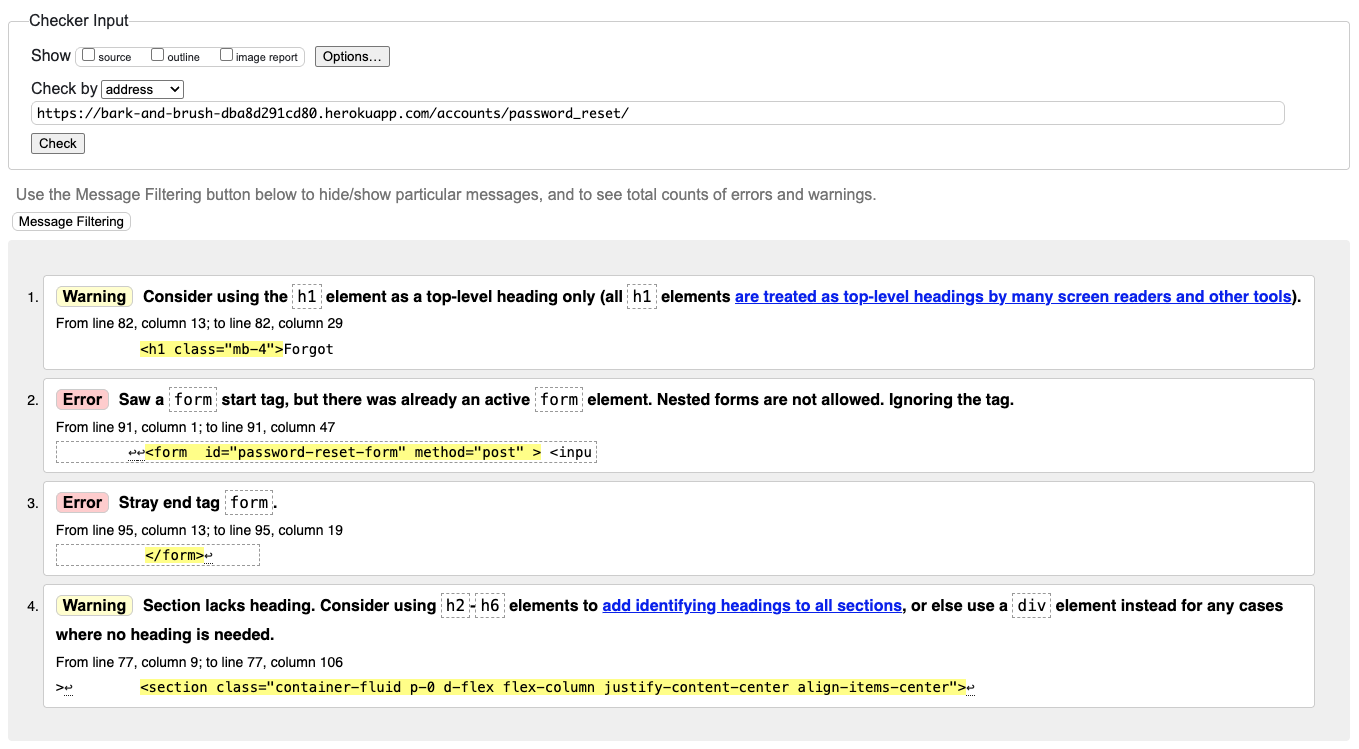 Checker Input
Show source outline image report Options...
Check by address
https://bark-and-brush-dba8d291cd80.herokuapp.com/accounts/password_reset/
Check
Use the Message Filtering button below to hide/show particular messages, and to see total counts of errors and warnings.
Message Filtering
1. Warning Consider using the h1 element as a top-level heading only (all h1 elements are treated as top-level headings by many screen readers and other tools).
From line 82, column 13; to line 82, column 29
<h1 class="mb-4">Forgot
2. Error Saw a form start tag, but there was already an active form element. Nested forms are not allowed. Ignoring the tag.
From line 91, column 1; to line 91, column 47
↩↩<form  id="password-reset-form" method="post" > <inpu
3. Error Stray end tag form.
From line 95, column 13; to line 95, column 19
</form>↩
4. Warning Section lacks heading. Consider using h2-h6 elements to add identifying headings to all sections, or else use a div element instead for any cases
where no heading is needed.
From line 77, column 9; to line 77, column 106
>↩ <section class="container-fluid p-0 d-flex flex-column justify-content-center align-items-center">↩